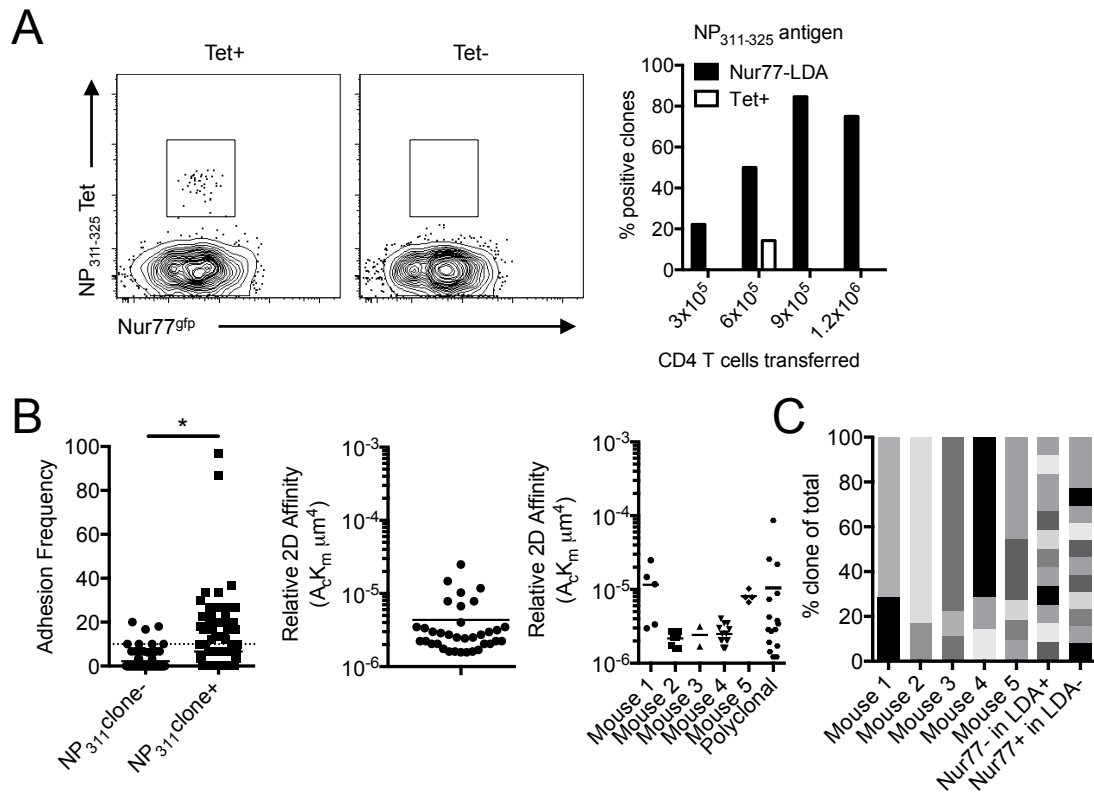 A
Tet+
Tet-
NP311-325 Tet
Nur77gfp
NP311-325 antigen
Nur77-LDA
Tet+
% positive clones
100
80
60
40
20
0
3x10^5
6x10^5
9x10^5
1.2x10^6
CD4 T cells transferred
B
*
Adhesion Frequency
100
80
60
40
20
10
0
NP311clone-
NP311clone+
Relative 2D Affinity
(AcKm μm4)
10^-3
10^-4
10^-5
10^-6
Relative 2D Affinity
(AcKm μm4)
10^-3
10^-4
10^-5
10^-6
Mouse 1
Mouse 2
Mouse 3
Mouse 4
Mouse 5
Polyclonal
C
% clone of total
100
80
60
40
20
0
Mouse 1
Mouse 2
Mouse 3
Mouse 4
Mouse 5
Nur77- in LDA+
Nur77+ in LDA-